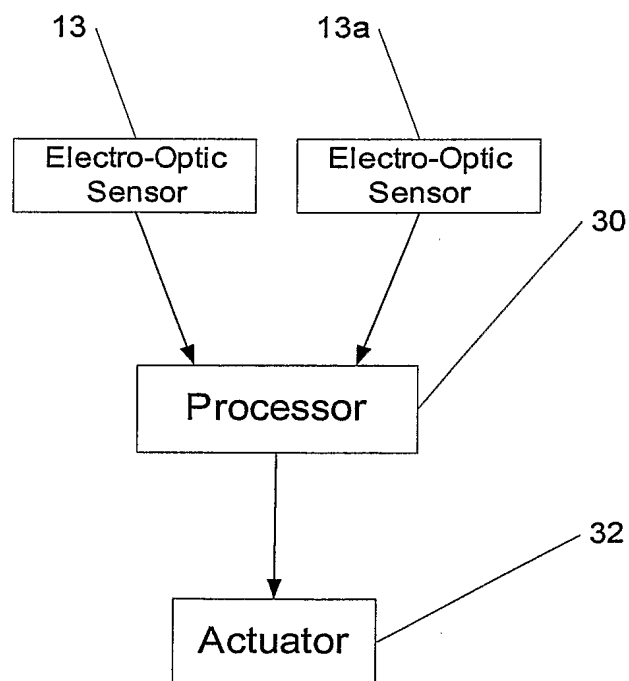 13
13a
Electro-Optic
Sensor
Electro-Optic
Sensor
30
Processor
32
Actuator